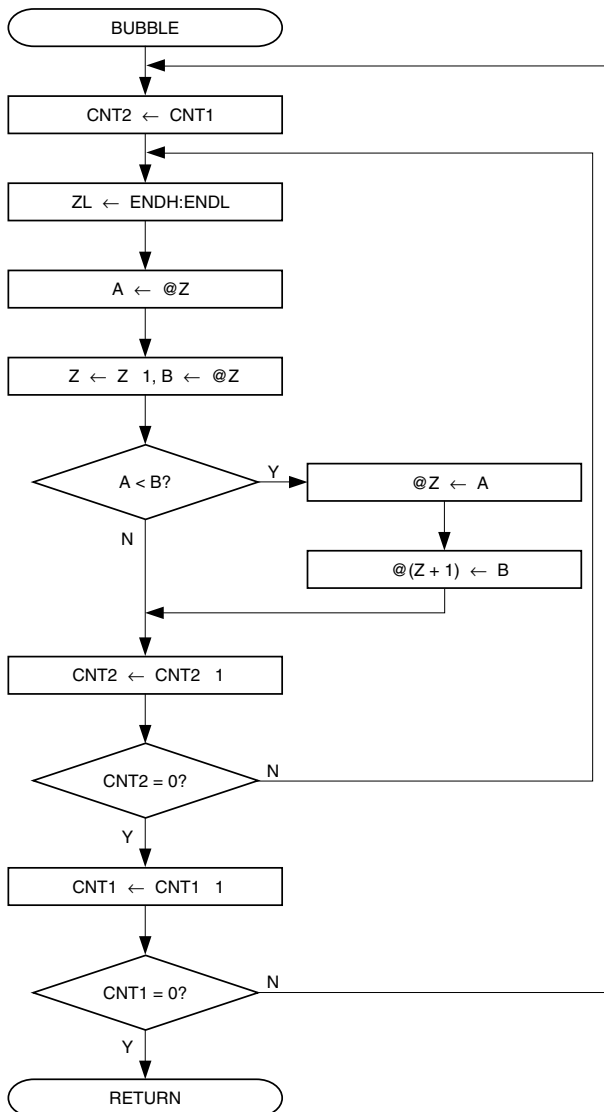 BUBBLE
CNT2 ← CNT1
ZL ← ENDH:ENDL
A ← @Z
Z ← Z 1, B ← @Z
A < B?
Y
@Z ← A
N
@(Z + 1) ← B
CNT2 ← CNT2 1
CNT2 = 0?
N
Y
CNT1 ← CNT1 1
CNT1 = 0?
N
Y
RETURN